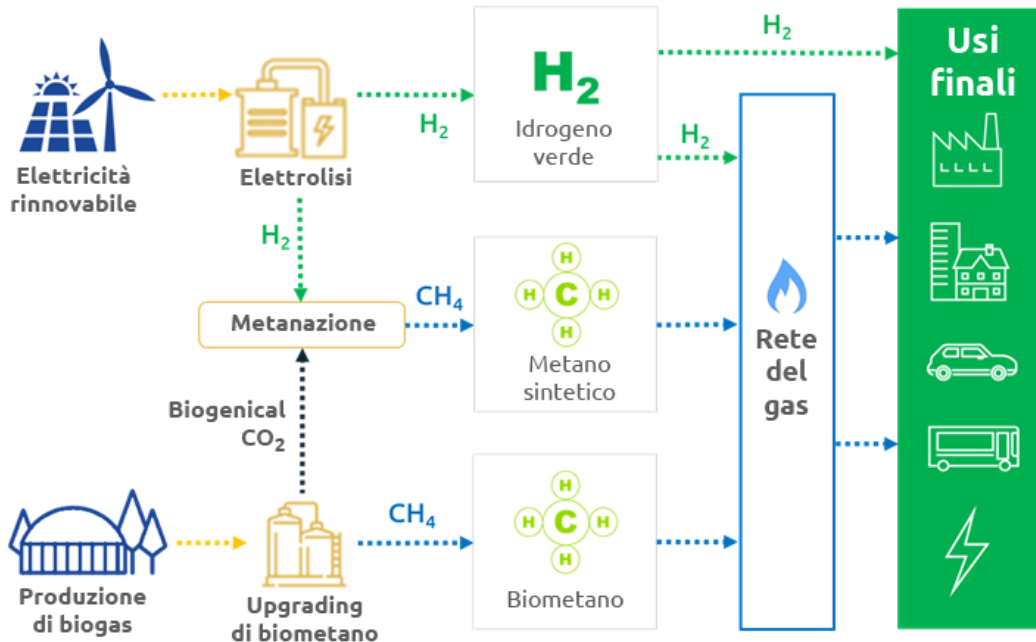 Elettricità
rinnovabile
Elettrolisi
H₂
H₂
H₂
Idrogeno
verde
H₂
H₂
Metanazione
CH₄
H
H
C
H
H
Metano
sintetico
Biogenical
CO₂
Produzione
di biogas
Upgrading
di biometano
CH₄
H
H
C
H
H
Biometano
Rete
del
gas
Usi
finali